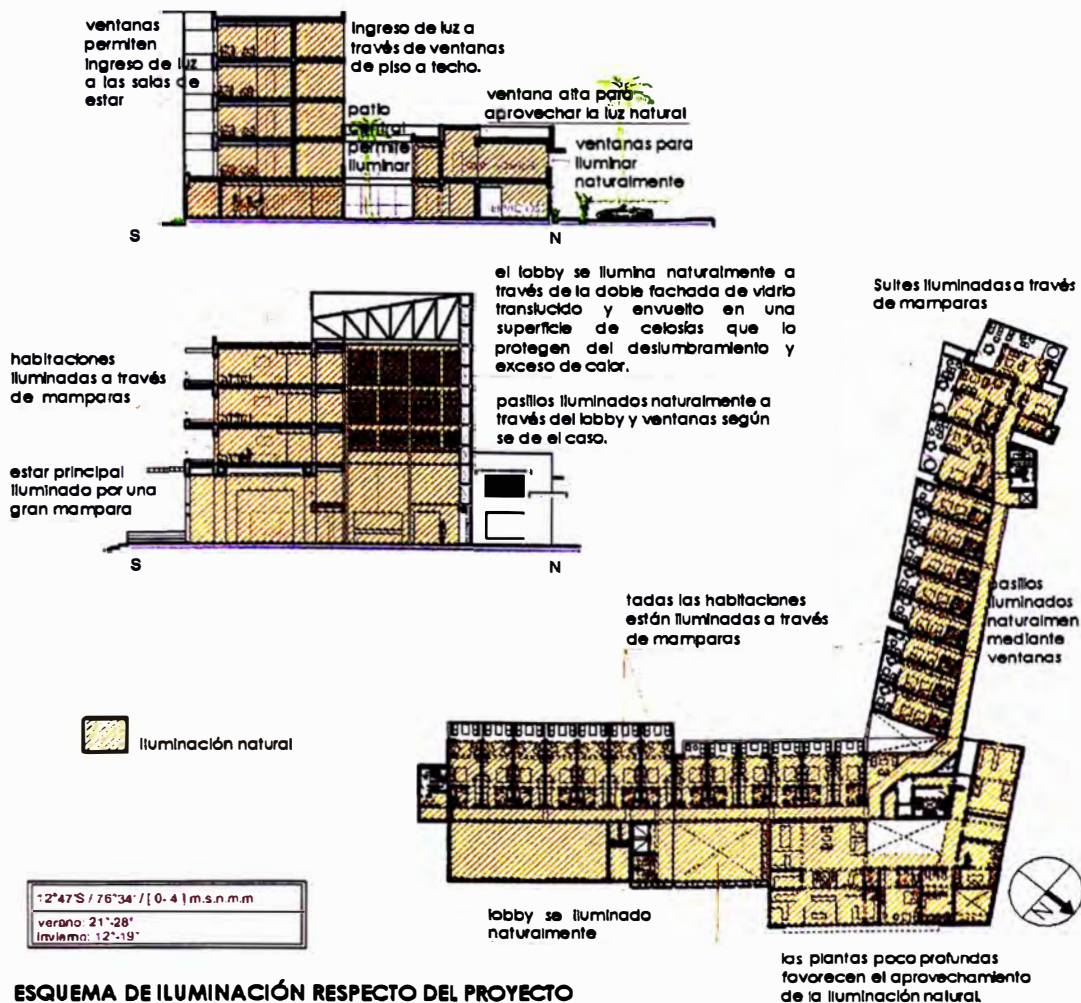 ventanas
permiten
ingreso de luz
a las salas de
estar
ingreso de luz a
través de ventanas
de piso a techo.
patio
central
permite
iluminar
ventana alta para
aprovechar la luz natural
ventanas para
iluminar
naturalmente
S
N
el lobby se ilumina naturalmente a
través de la doble fachada de vidrio
translucido y envuelto en una
superficie de celosías que lo
protegen del deslumbramiento y
exceso de calor.
pasillos iluminados naturalmente a
través del lobby y ventanas según
se de el caso.
habitaciones
iluminadas a través
de mamparas
estar principal
iluminado por una
gran mampara
S
N
Suites iluminadas a través
de mamparas
tadas las habitaciones
están iluminadas a través
de mamparas
pasillos
iluminados
naturalmen
mediante
ventanas
iluminación natural
12°47'S / 76°34' / [ 0- 4 ] m.s.n.m.m
verano: 21°-28°
invierno: 12°-19°
lobby se iluminado
naturalmente
N
las plantas poco profundas
favorecen el aprovechamiento
de la iluminación natural.
ESQUEMA DE ILUMINACIÓN RESPECTO DEL PROYECTO